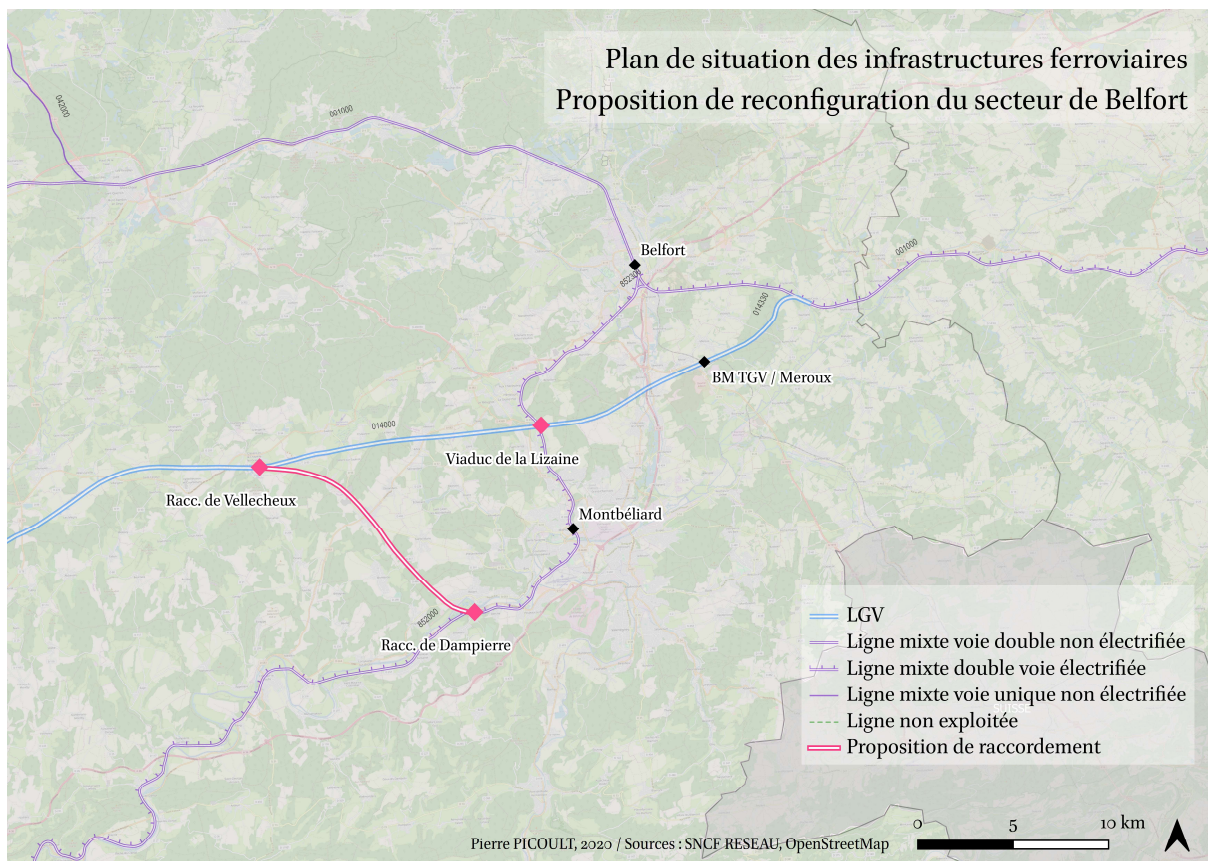 Plan de situation des infrastructures ferroviaires
Proposition de reconfiguration du secteur de Belfort
042000
001000
Belfort
852300
001000
014330
BM TGV / Meroux
014000
Viaduc de la Lizaine
Racc. de Vellecheux
Montbéliard
852000
Racc. de Dampierre
LGV
Ligne mixte voie double non électrifiée
Ligne mixte double voie électrifiée
Ligne mixte voie unique non électrifiée
SUISSE
Ligne non exploitée
Proposition de raccordement
0 5 10 km
Pierre PICOULT, 2020 / Sources : SNCF RESEAU, OpenStreetMap